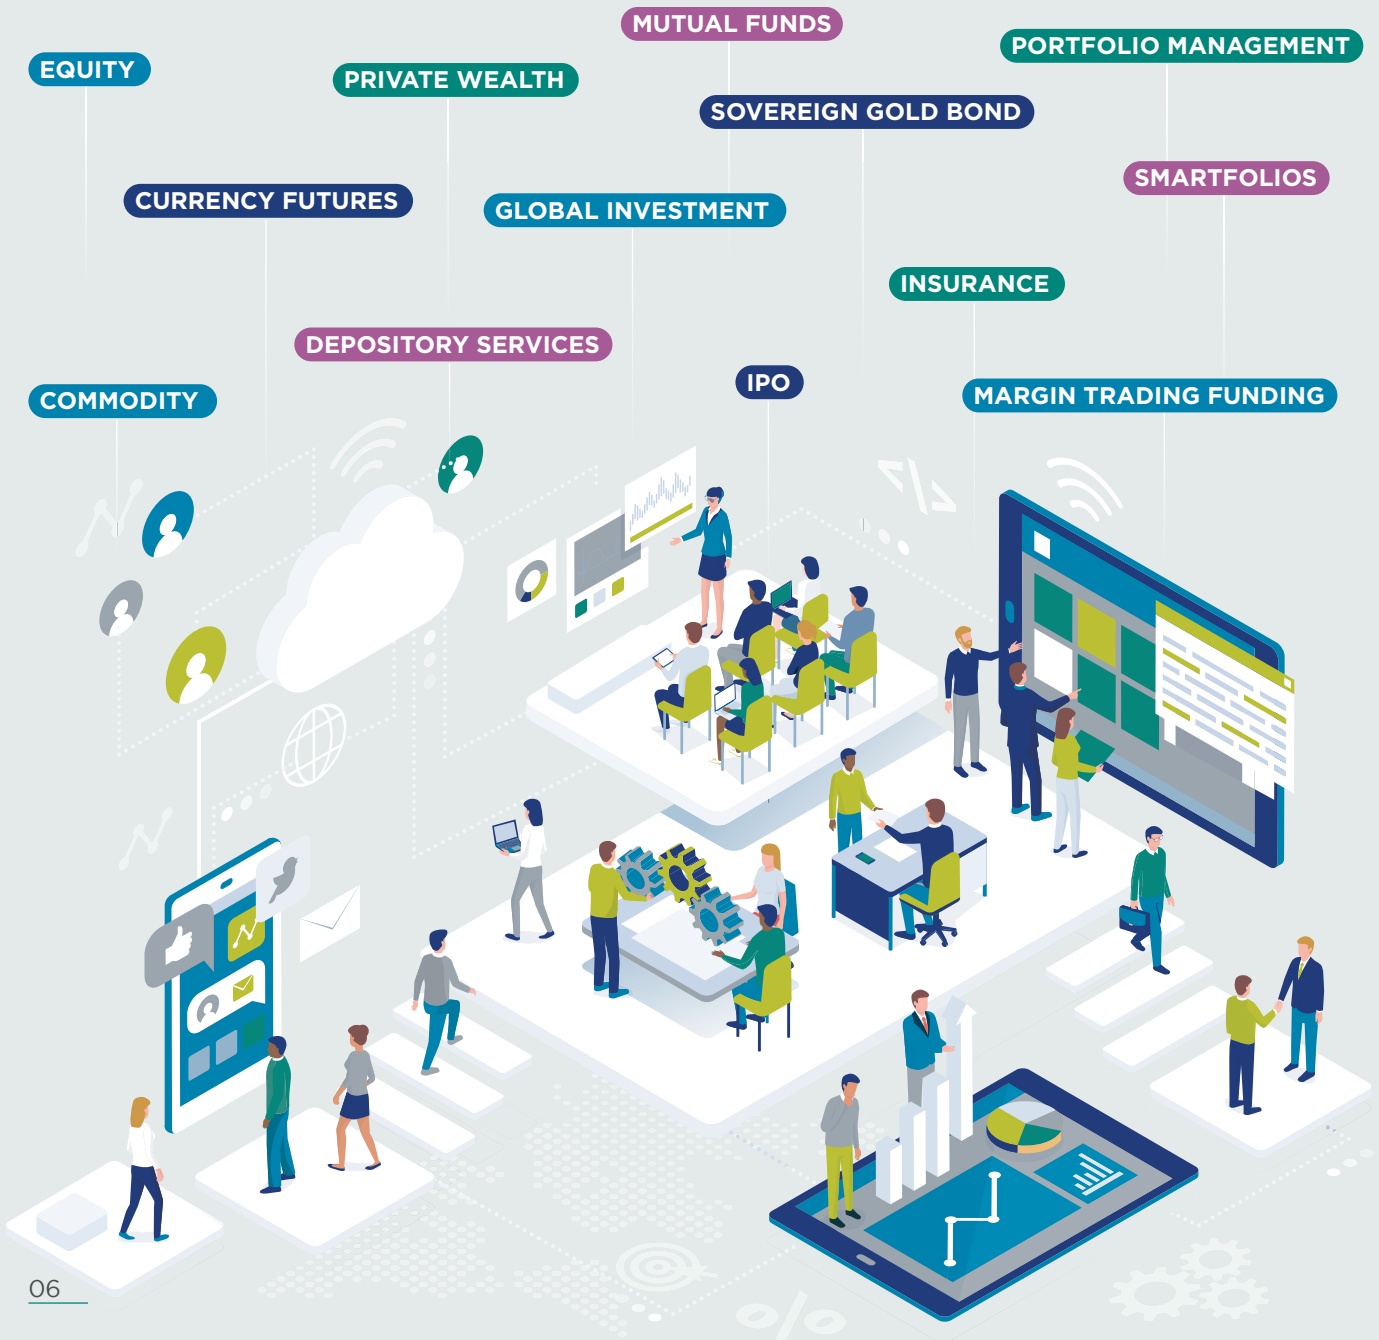 MUTUAL FUNDS
PORTFOLIO MANAGEMENT
EQUITY
PRIVATE WEALTH
SOVEREIGN GOLD BOND
SMARTFOLIOS
CURRENCY FUTURES
GLOBAL INVESTMENT
INSURANCE
DEPOSITORY SERVICES
IPO
MARGIN TRADING FUNDING
COMMODITY
06